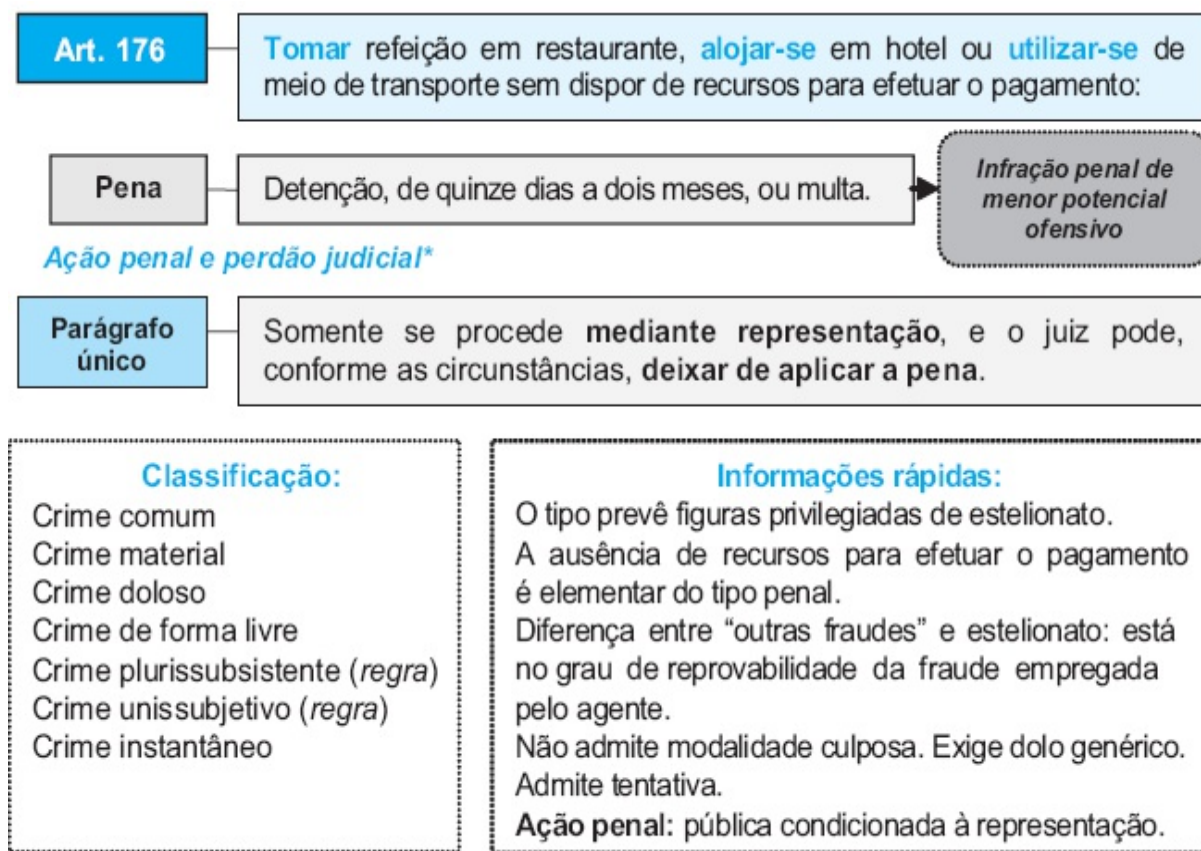 Art. 176
Tomar refeição em restaurante, alojar-se em hotel ou utilizar-se de
meio de transporte sem dispor de recursos para efetuar o pagamento:
Pena
Detenção, de quinze dias a dois meses, ou multa.
Infração penal de
menor potencial
ofensivo
Ação penal e perdão judicial*
Parágrafo
único
Somente se procede mediante representação, e o juiz pode,
conforme as circunstâncias, deixar de aplicar a pena.
Classificação:
Crime comum
Crime material
Crime doloso
Crime de forma livre
Crime plurissubsistente (regra)
Crime unissubjetivo (regra)
Crime instantâneo
Informações rápidas:
O tipo prevê figuras privilegiadas de estelionato.
A ausência de recursos para efetuar o pagamento
é elementar do tipo penal.
Diferença entre “outras fraudes” e estelionato: está
no grau de reprovabilidade da fraude empregada
pelo agente.
Não admite modalidade culposa. Exige dolo genérico.
Admite tentativa.
Ação penal: pública condicionada à representação.